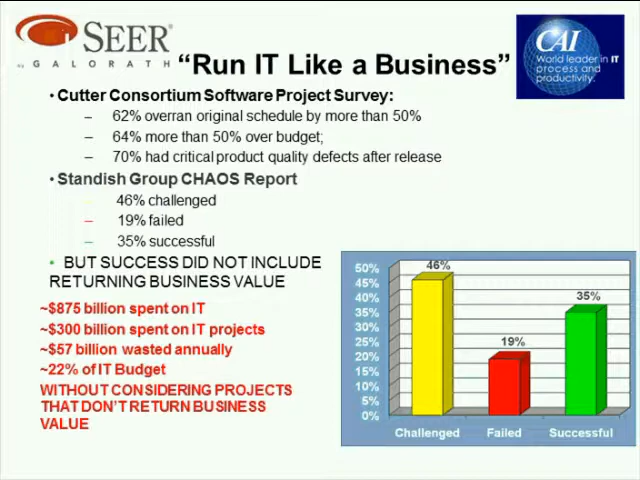 SEER®
by GALORATH
CAI
World leader in IT
process and
productivity.
“Run IT Like a Business”
• Cutter Consortium Software Project Survey:
– 62% overran original schedule by more than 50%
– 64% more than 50% over budget;
– 70% had critical product quality defects after release
• Standish Group CHAOS Report
– 46% challenged
– 19% failed
– 35% successful
• BUT SUCCESS DID NOT INCLUDE
RETURNING BUSINESS VALUE
~$875 billion spent on IT
~$300 billion spent on IT projects
~$57 billion wasted annually
~22% of IT Budget
WITHOUT CONSIDERING PROJECTS
THAT DON’T RETURN BUSINESS
VALUE
50%
45%
40%
35%
30%
25%
20%
15%
10%
5%
0%
46%
19%
35%
Challenged Failed Successful